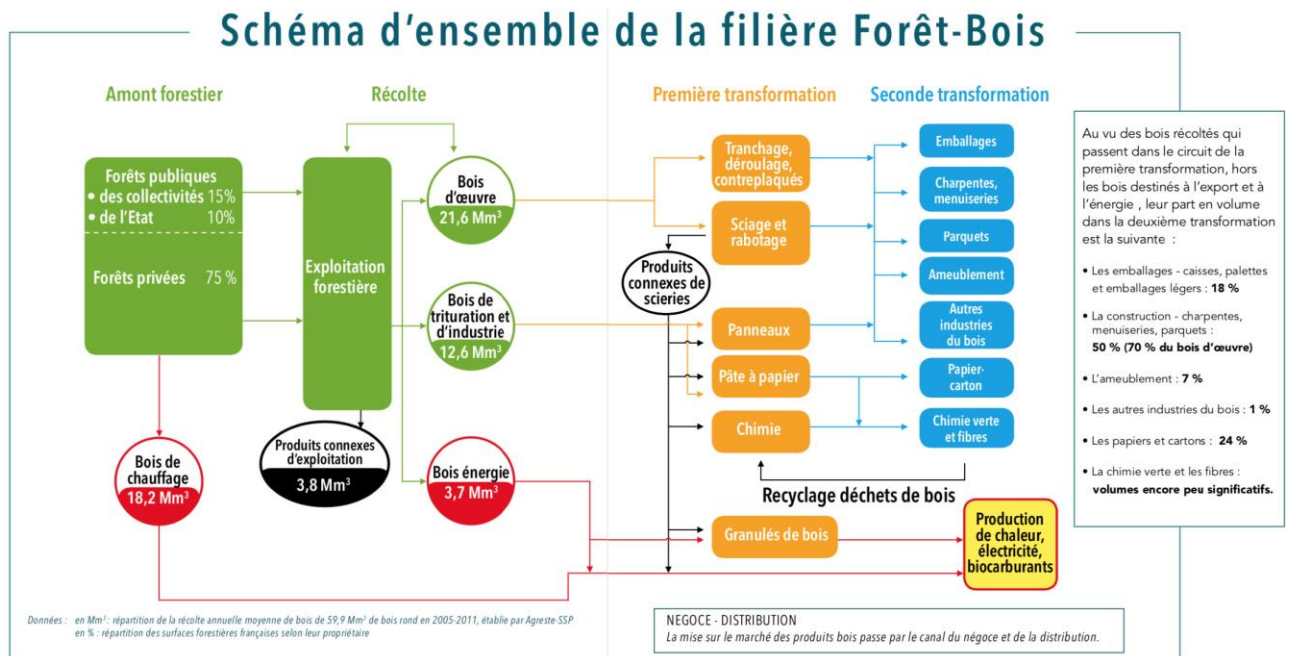 Schéma d'ensemble de la filière Forêt-Bois
Amont forestier
Récolte
Première transformation
Seconde transformation
Forêts publiques
• des collectivités 15%
• de l'Etat 10%
Forêts privées 75 %
Exploitation
forestière
Bois
d'œuvre
21,6 Mm³
Bois de
trituration et
d'industrie
12,6 Mm³
Bois de
chauffage
18,2 Mm³
Produits connexes
d'exploitation
3,8 Mm³
Bois énergie
3,7 Mm³
Tranchage,
déroulage,
contreplaqués
Sciage et
rabotage
Produits
connexes de
scieries
Panneaux
Pâte à papier
Chimie
Granulés de bois
Emballages
Charpentes,
menuiseries
Parquets
Ameublement
Autres
industries
du bois
Papier-
carton
Chimie verte
et fibres
Recyclage déchets de bois
Production
de chaleur,
électricité,
biocarburants
Au vu des bois récoltés qui
passent dans le circuit de la
première transformation, hors
les bois destinés à l'export et à
l'énergie , leur part en volume
dans la deuxième transformation
est la suivante :
• Les emballages - caisses, palettes
et emballages légers : 18 %
• La construction - charpentes,
menuiseries, parquets :
50 % (70 % du bois d'œuvre)
• L'ameublement : 7 %
• Les autres industries du bois : 1 %
• Les papiers et cartons : 24 %
• La chimie verte et les fibres :
volumes encore peu significatifs.
Données : en Mm³ : répartition de la récolte annuelle moyenne de bois de 59,9 Mm³ de bois rond en 2005-2011, établie par Agreste-SSP
en % : répartition des surfaces forestières françaises selon leur propriétaire
NEGOCE - DISTRIBUTION
La mise sur le marché des produits bois passe par le canal du négoce et de la distribution.